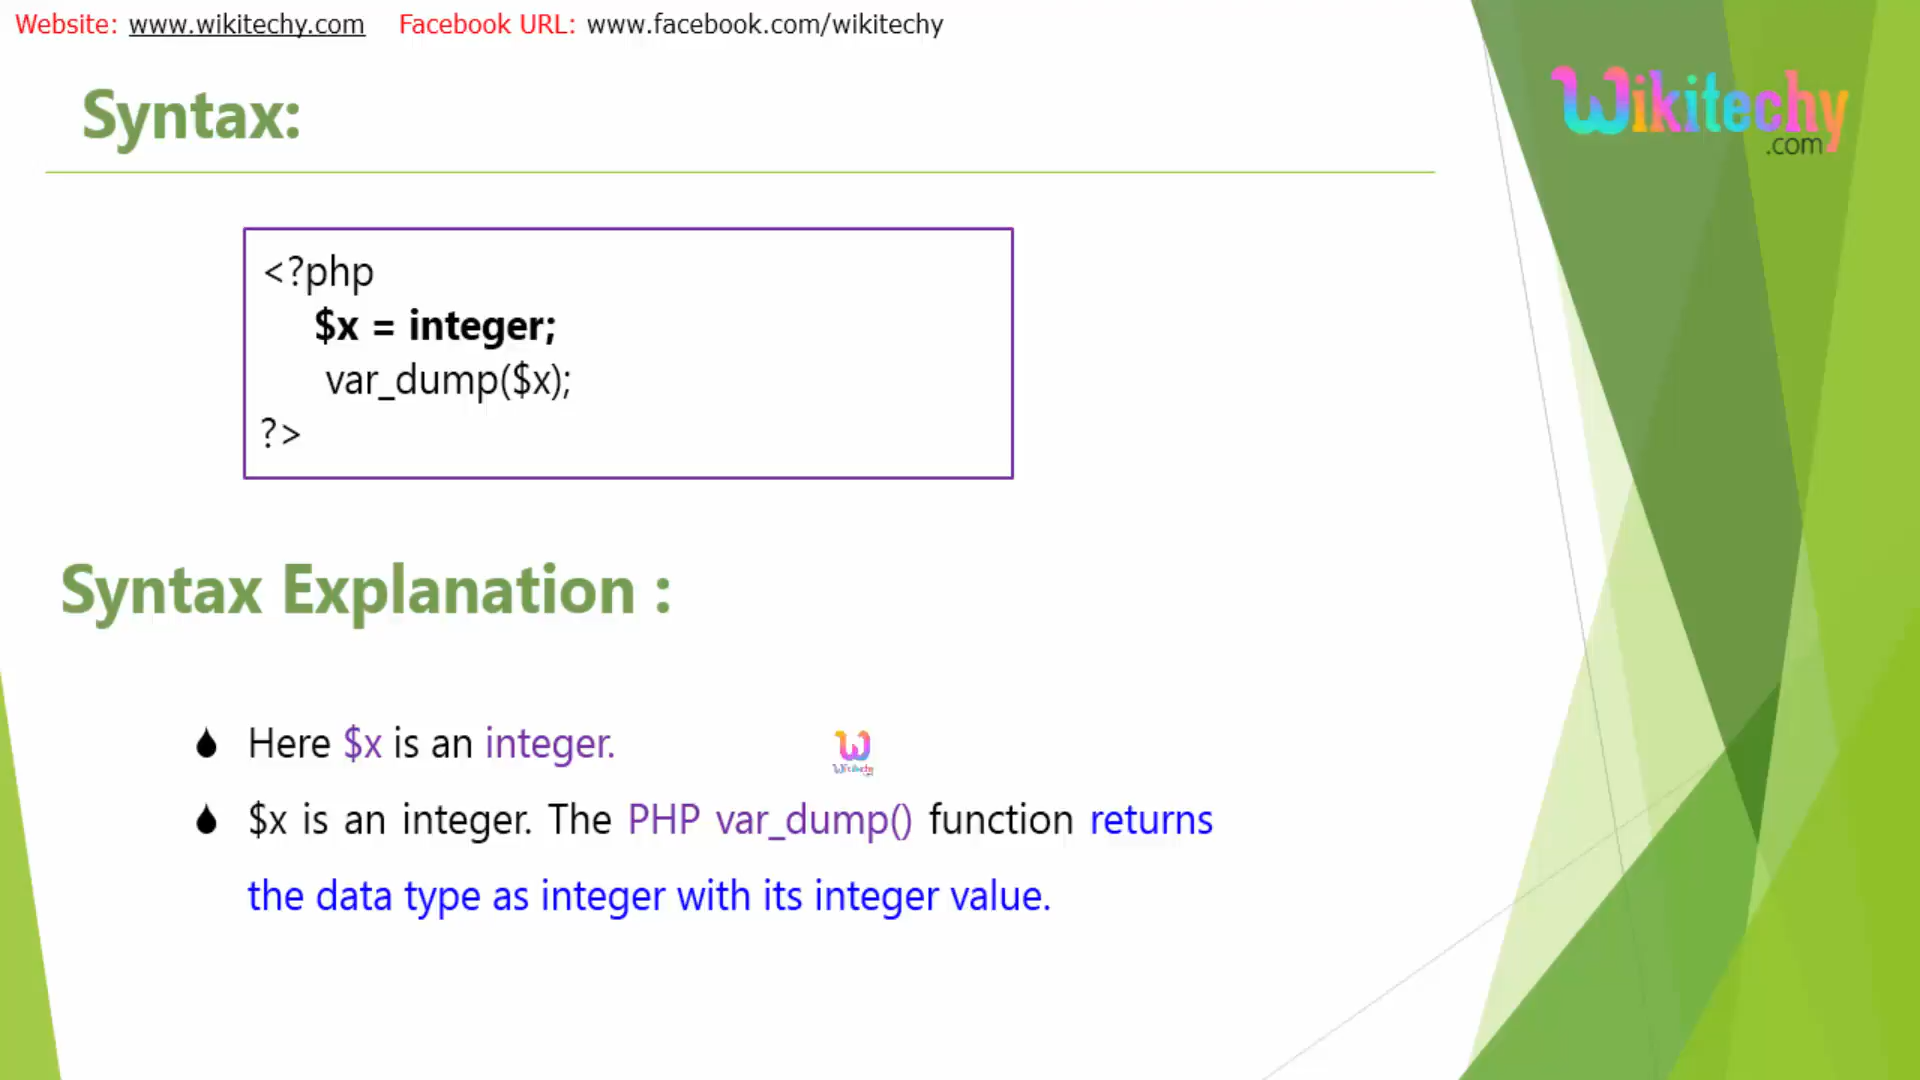 Website: www.wikitechy.com Facebook URL: www.facebook.com/wikitechy
Wikitechy
.com
Syntax:
<?php
$x = integer;
var_dump($x);
?>
Syntax Explanation :
Here $x is an integer.
W
Wikitechy
$x is an integer. The PHP var_dump() function returns
the data type as integer with its integer value.